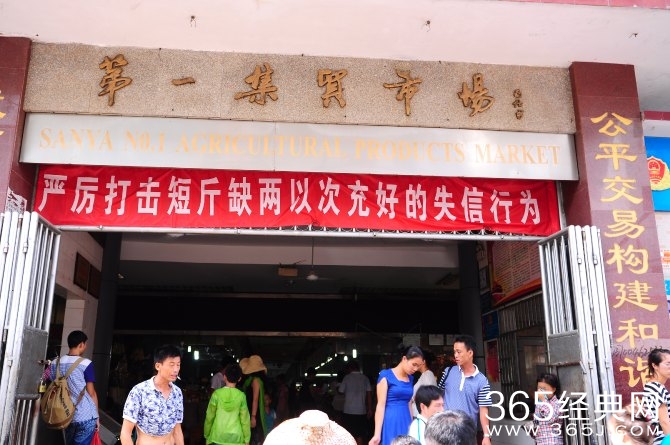 第一集贸市场
SANYA NO.1 AGRICULTURAL PRODUCTS MARKET
严厉打击短斤缺两以次充好的失信行为
公平交易构建和谐
365经典网
www.365j.com